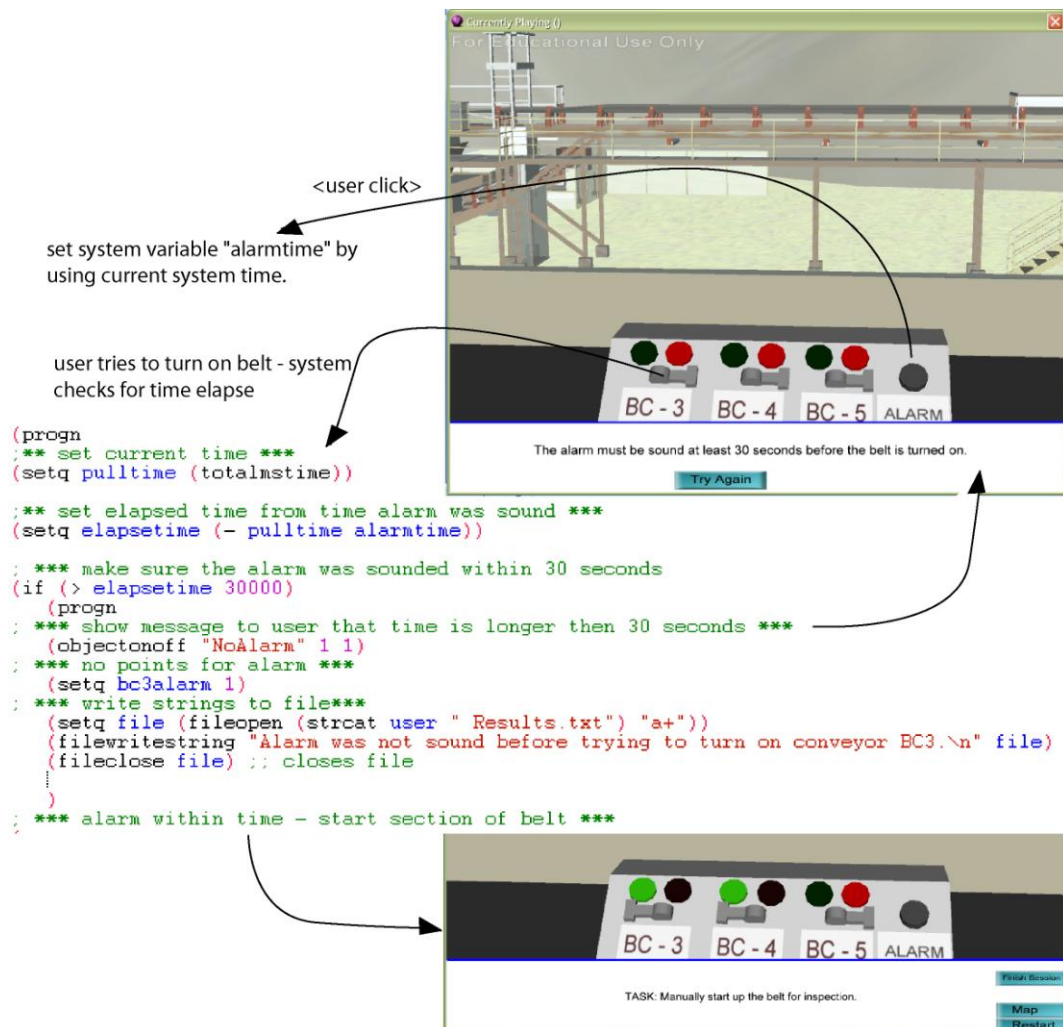 Currently Playing ()
For Educational Use Only
<user click>
set system variable "alarmtime" by
using current system time.
user tries to turn on belt - system
checks for time elapse
BC - 3
BC - 4
BC - 5
ALARM
The alarm must be sound at least 30 seconds before the belt is turned on.
Try Again
(progn
;** set current time ***
(setq pulltime (totalmstime))
;** set elapsed time from time alarm was sound ***
(setq elapsetime (- pulltime alarmtime))
; *** make sure the alarm was sounded within 30 seconds
(if (> elapsetime 30000)
(progn
; *** show message to user that time is longer then 30 seconds ***
(objectonoff "NoAlarm" 1 1)
; *** no points for alarm ***
(setq bc3alarm 1)
; *** write strings to file***
(setq file (fileopen (strcat user " Results.txt") "a+"))
(filewritestring "Alarm was not sound before trying to turn on conveyor BC3.\n" file)
(fileclose file) ;; closes file
)
; *** alarm within time - start section of belt ***
BC - 3
BC - 4
BC - 5
ALARM
TASK: Manually start up the belt for inspection.
Finish Session
Map
Restart